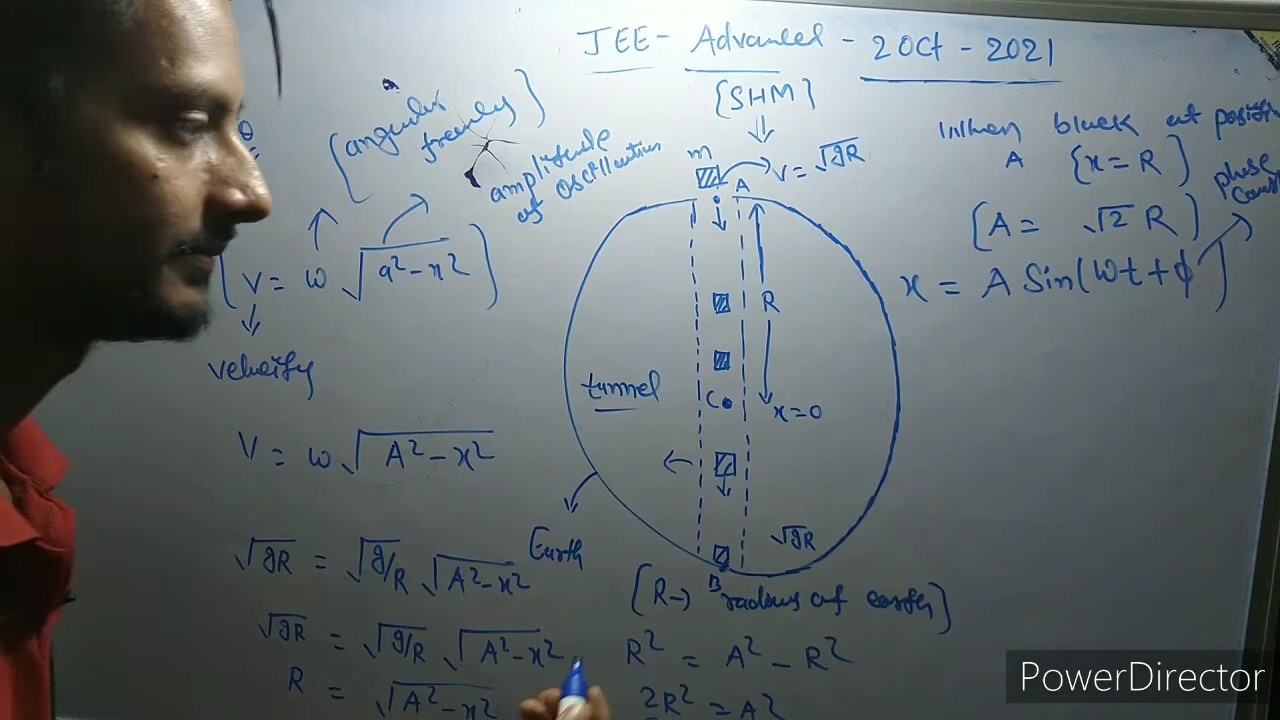 JEE - Advanced - 2 Oct - 2021
{SHM}
m
V = √gR
A
R
tunnel
C
x=0
√gR
B
Earth
[R→ radius of earth]
θ
=
(angular
amplitude
of oscillation
[V = ω √a²-x²]
velocity
V = ω √A²-x²
√gR = √g/R √A²-x²
√gR = √g/R √A²-x²
R = √A²-x²
R² = A² - R²
2R² = A²
When block at
A {x=R}
phase
[A = √2 R]
x = A Sin(ωt+φ)
PowerDirector